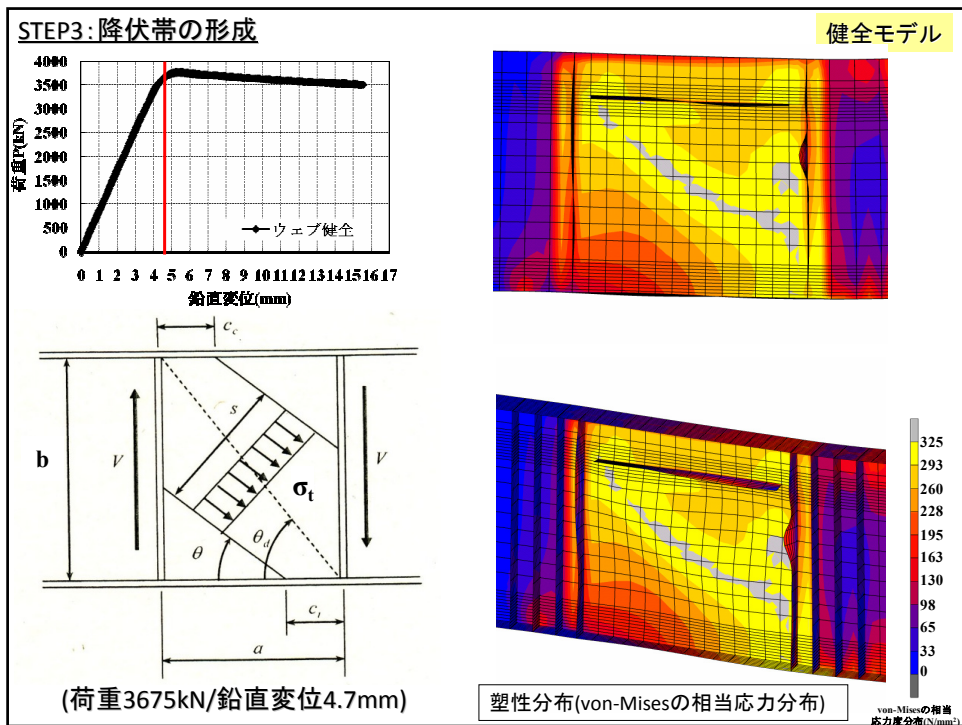 STEP3:降伏帯の形成
健全モデル
荷重P(kN)
4000
3500
3000
2500
2000
1500
1000
500
0
ウェブ健全
0 1 2 3 4 5 6 7 8 9 10 11 12 13 14 15 16 17
鉛直変位(mm)
c_c
b
V
s
σt
V
θ
θ_d
c_t
a
(荷重3675kN/鉛直変位4.7mm)
塑性分布(von-Misesの相当応力分布)
325
293
260
228
195
163
130
98
65
33
0
von-Misesの相当
応力度分布(N/mm²)